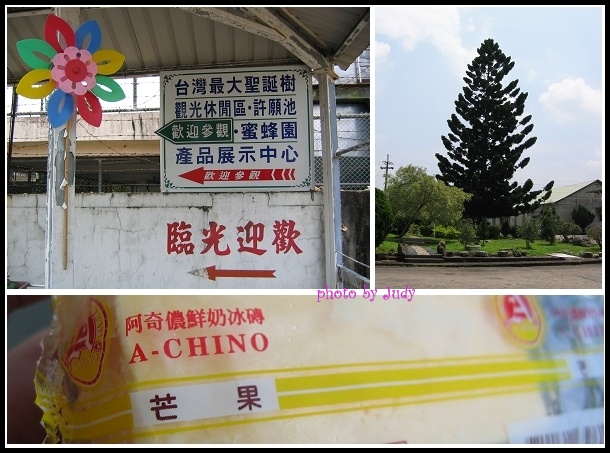 台灣最大聖誕樹
觀光休閒區·許願池
歡迎參觀·蜜蜂園
產品展示中心
歡迎參觀
臨光迎歡
photo by Judy
阿奇儂鮮奶冰磚
A-CHINO
芒果